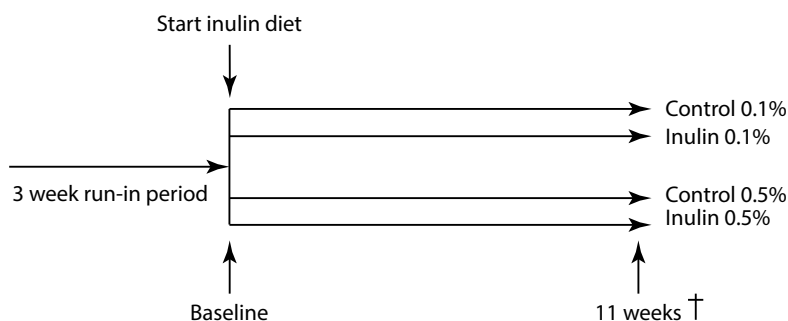 Start inulin diet
Control 0.1%
Inulin 0.1%
3 week run-in period
Control 0.5%
Inulin 0.5%
Baseline
11 weeks †